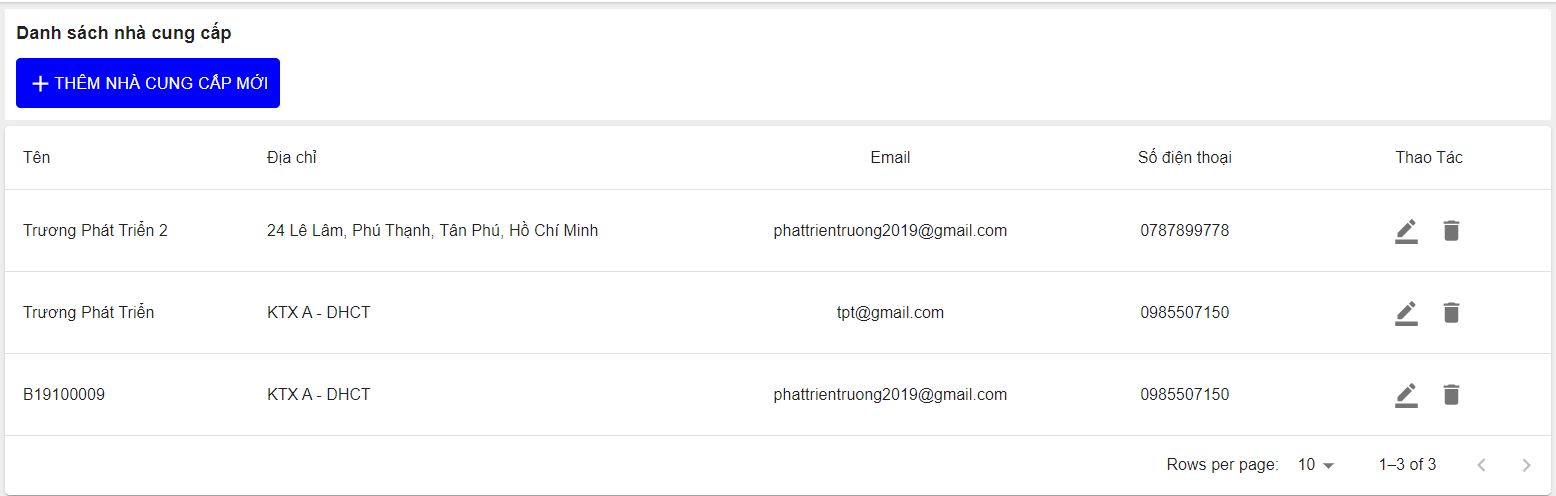 Danh sách nhà cung cấp
THÊM NHÀ CUNG CẤP MỚI
Tên Địa chỉ Email Số điện thoại Thao Tác
Trương Phát Triển 2 24 Lê Lâm, Phú Thạnh, Tân Phú, Hồ Chí Minh phattrientruong2019@gmail.com 0787899778
Trương Phát Triển KTX A - DHCT tpt@gmail.com 0985507150
B19100009 KTX A - DHCT phattrientruong2019@gmail.com 0985507150
Rows per page: 10 1–3 of 3